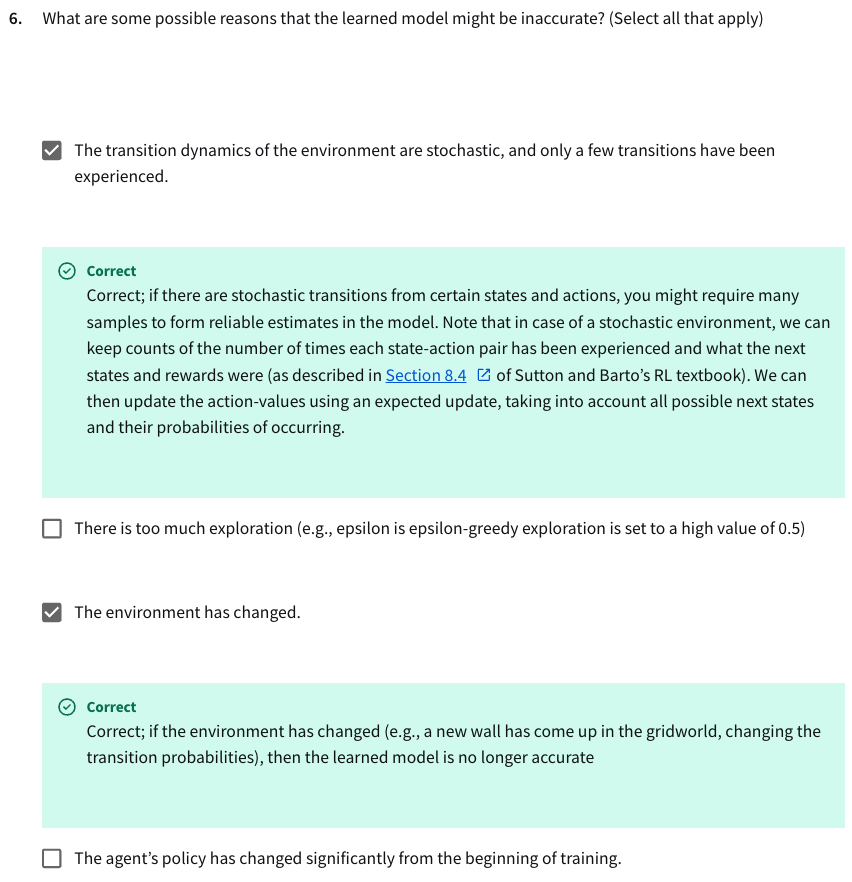 6. What are some possible reasons that the learned model might be inaccurate? (Select all that apply)
The transition dynamics of the environment are stochastic, and only a few transitions have been
experienced.
Correct
Correct; if there are stochastic transitions from certain states and actions, you might require many
samples to form reliable estimates in the model. Note that in case of a stochastic environment, we can
keep counts of the number of times each state-action pair has been experienced and what the next
states and rewards were (as described in Section 8.4 of Sutton and Barto’s RL textbook). We can
then update the action-values using an expected update, taking into account all possible next states
and their probabilities of occurring.
There is too much exploration (e.g., epsilon is epsilon-greedy exploration is set to a high value of 0.5)
The environment has changed.
Correct
Correct; if the environment has changed (e.g., a new wall has come up in the gridworld, changing the
transition probabilities), then the learned model is no longer accurate
The agent’s policy has changed significantly from the beginning of training.